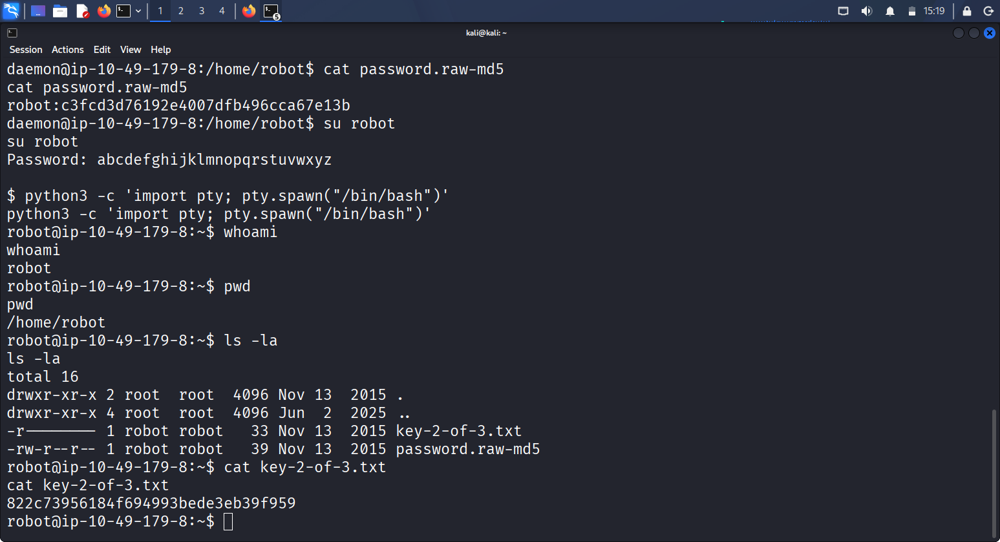 1 2 3 4 5 15:19
kali@kali: ~
Session Actions Edit View Help
daemon@ip-10-49-179-8:/home/robot$ cat password.raw-md5
cat password.raw-md5
robot:c3fcd3d76192e4007dfb496cca67e13b
daemon@ip-10-49-179-8:/home/robot$ su robot
su robot
Password: abcdefghijklmnopqrstuvwxyz
$ python3 -c 'import pty; pty.spawn("/bin/bash")'
python3 -c 'import pty; pty.spawn("/bin/bash")'
robot@ip-10-49-179-8:~$ whoami
whoami
robot
robot@ip-10-49-179-8:~$ pwd
pwd
/home/robot
robot@ip-10-49-179-8:~$ ls -la
ls -la
total 16
drwxr-xr-x 2 root  root  4096 Nov 13  2015 .
drwxr-xr-x 4 root  root  4096 Jun  2  2025 ..
-r-------- 1 robot robot   33 Nov 13  2015 key-2-of-3.txt
-rw-r--r-- 1 robot robot   39 Nov 13  2015 password.raw-md5
robot@ip-10-49-179-8:~$ cat key-2-of-3.txt
cat key-2-of-3.txt
822c73956184f694993bede3eb39f959
robot@ip-10-49-179-8:~$